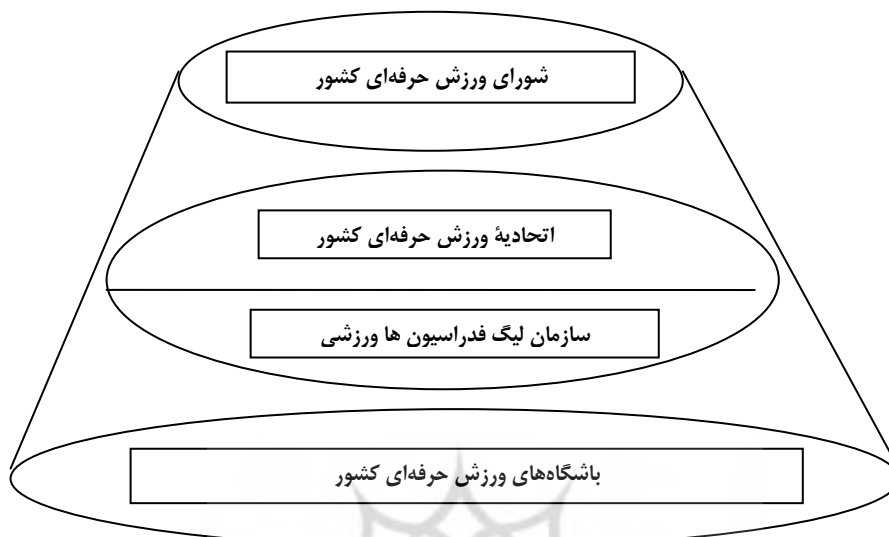 شورای ورزش حرفه‌ای کشور
اتحادیۀ ورزش حرفه‌ای کشور
سازمان لیگ فدراسیون ها ورزشی
باشگاه‌های ورزش حرفه‌ای کشور